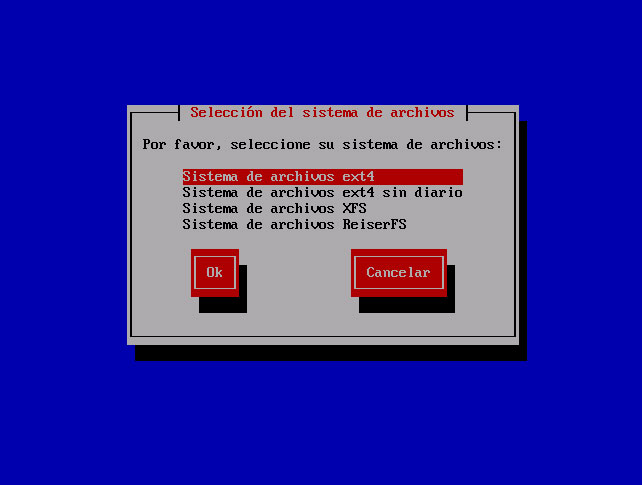 Selección del sistema de archivos
Por favor, seleccione su sistema de archivos:
Sistema de archivos ext4
Sistema de archivos ext4 sin diario
Sistema de archivos XFS
Sistema de archivos ReiserFS
Ok
Cancelar